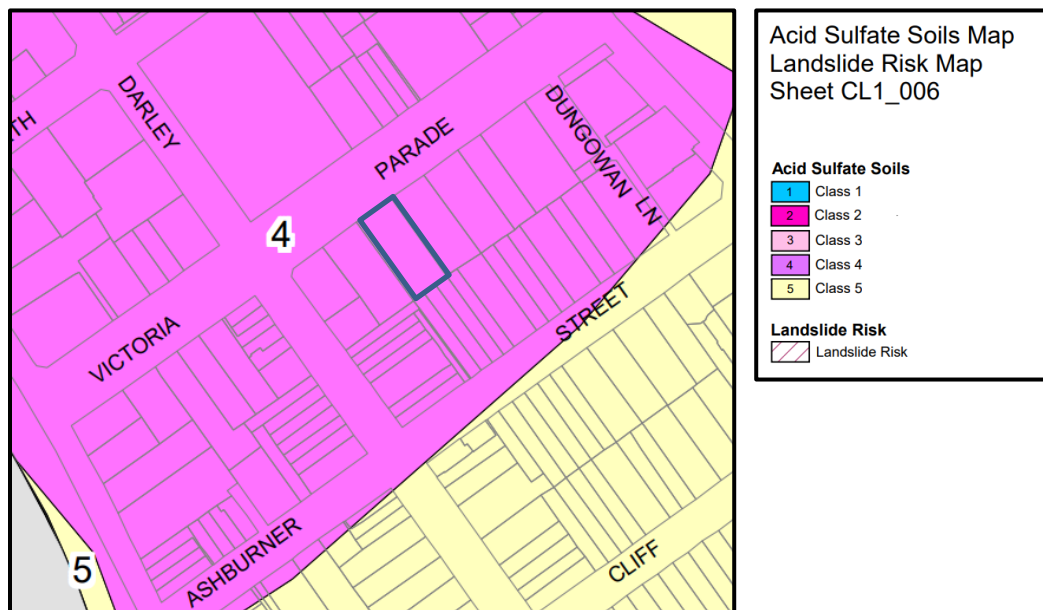 TH
DARLEY
PARADE
DUNGOWAN LN
4
VICTORIA
STREET
ASHBURNER
5
CLIFF
Acid Sulfate Soils Map
Landslide Risk Map
Sheet CL1_006
Acid Sulfate Soils
1 Class 1
2 Class 2
3 Class 3
4 Class 4
5 Class 5
Landslide Risk
Landslide Risk